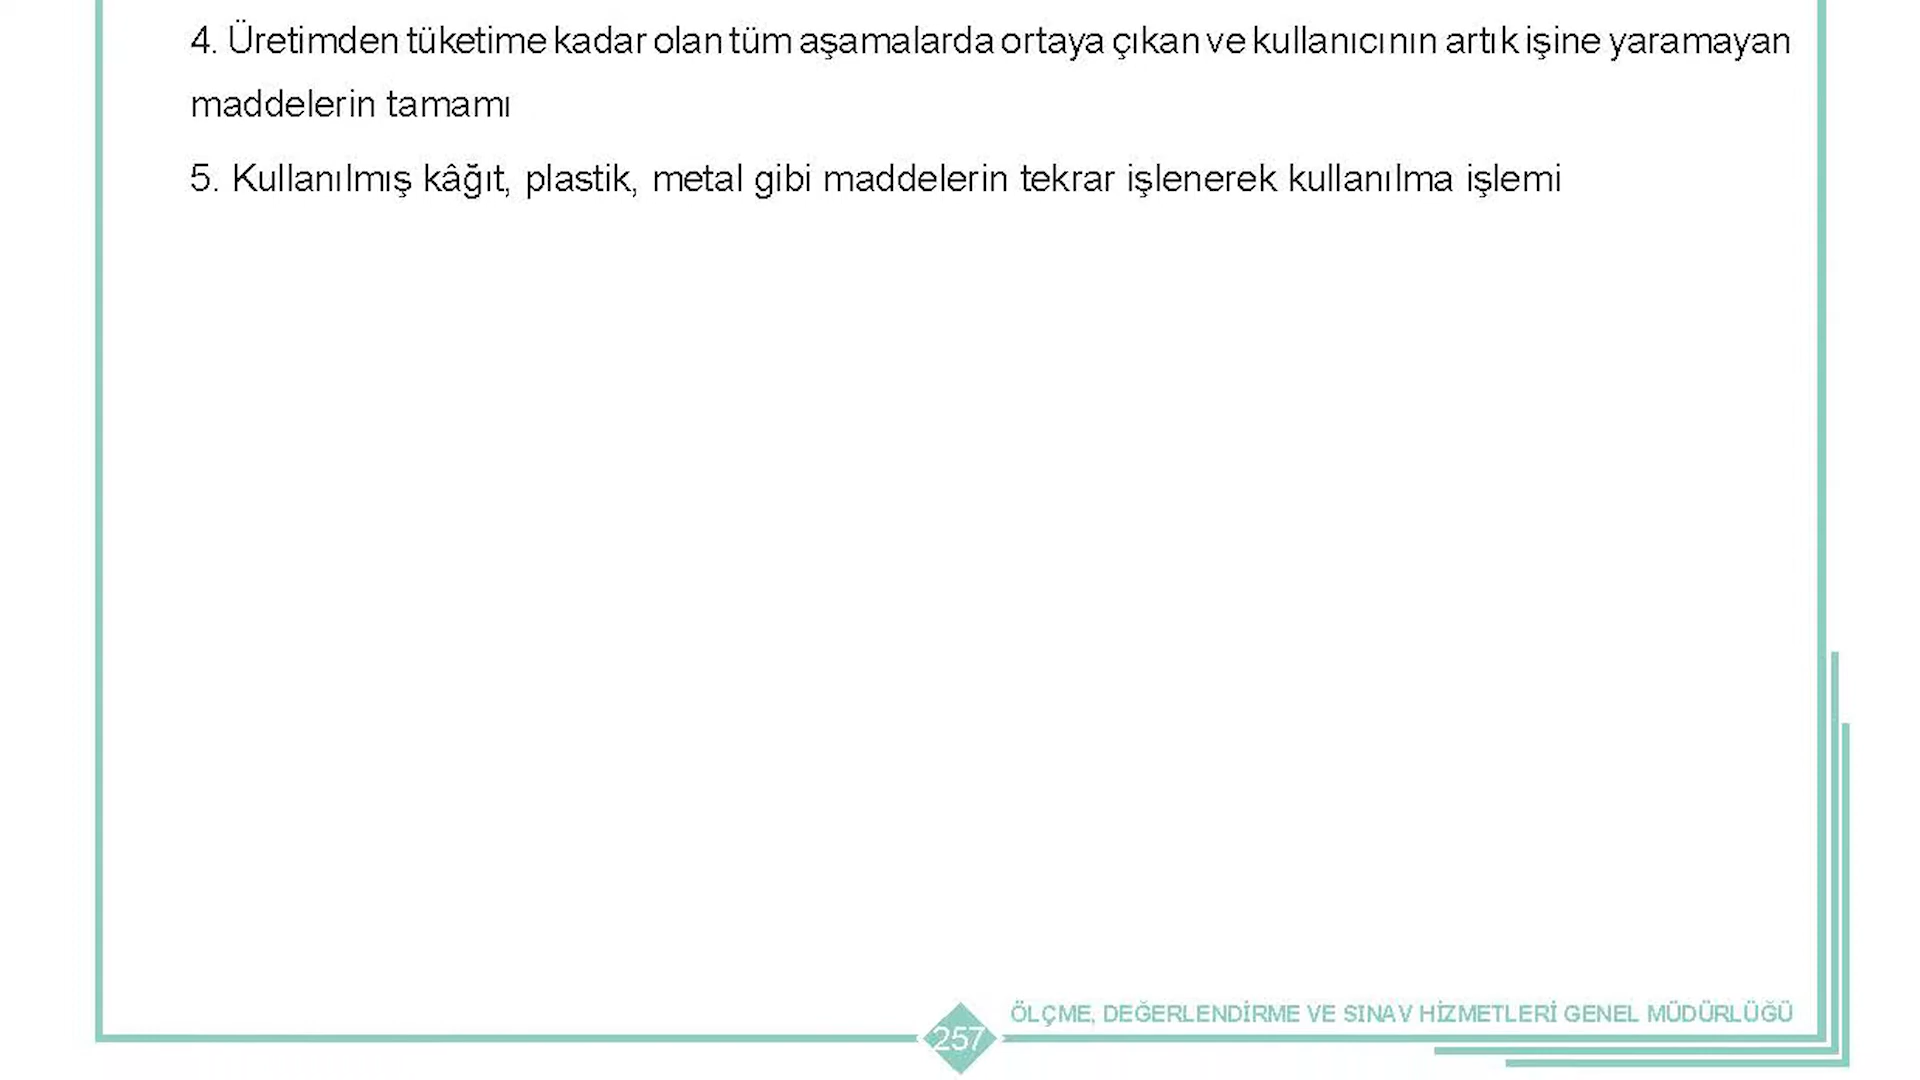 4. Üretimden tüketime kadar olan tüm aşamalarda ortaya çıkan ve kullanıcının artık işine yaramayan
maddelerin tamamı
5. Kullanılmış kâğıt, plastik, metal gibi maddelerin tekrar işlenerek kullanılma işlemi
ÖLÇME, DEĞERLENDİRME VE SINAV HİZMETLERİ GENEL MÜDÜRLÜĞÜ
257